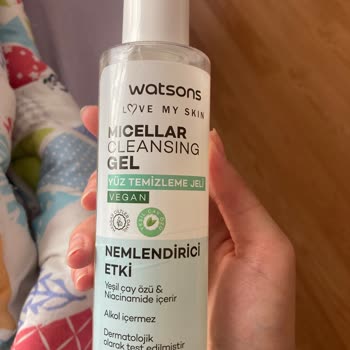 watsons
LOVE MY SKIN
MICELLAR
CLEANSING
GEL
YÜZ TEMİZLEME JELİ
VEGAN
NEMLENDİRİCİ
ETKİ
Yeşil çay özü &
Niacinamide içerir
Alkol içermez
Dermatolojik
olarak test edilmiştir